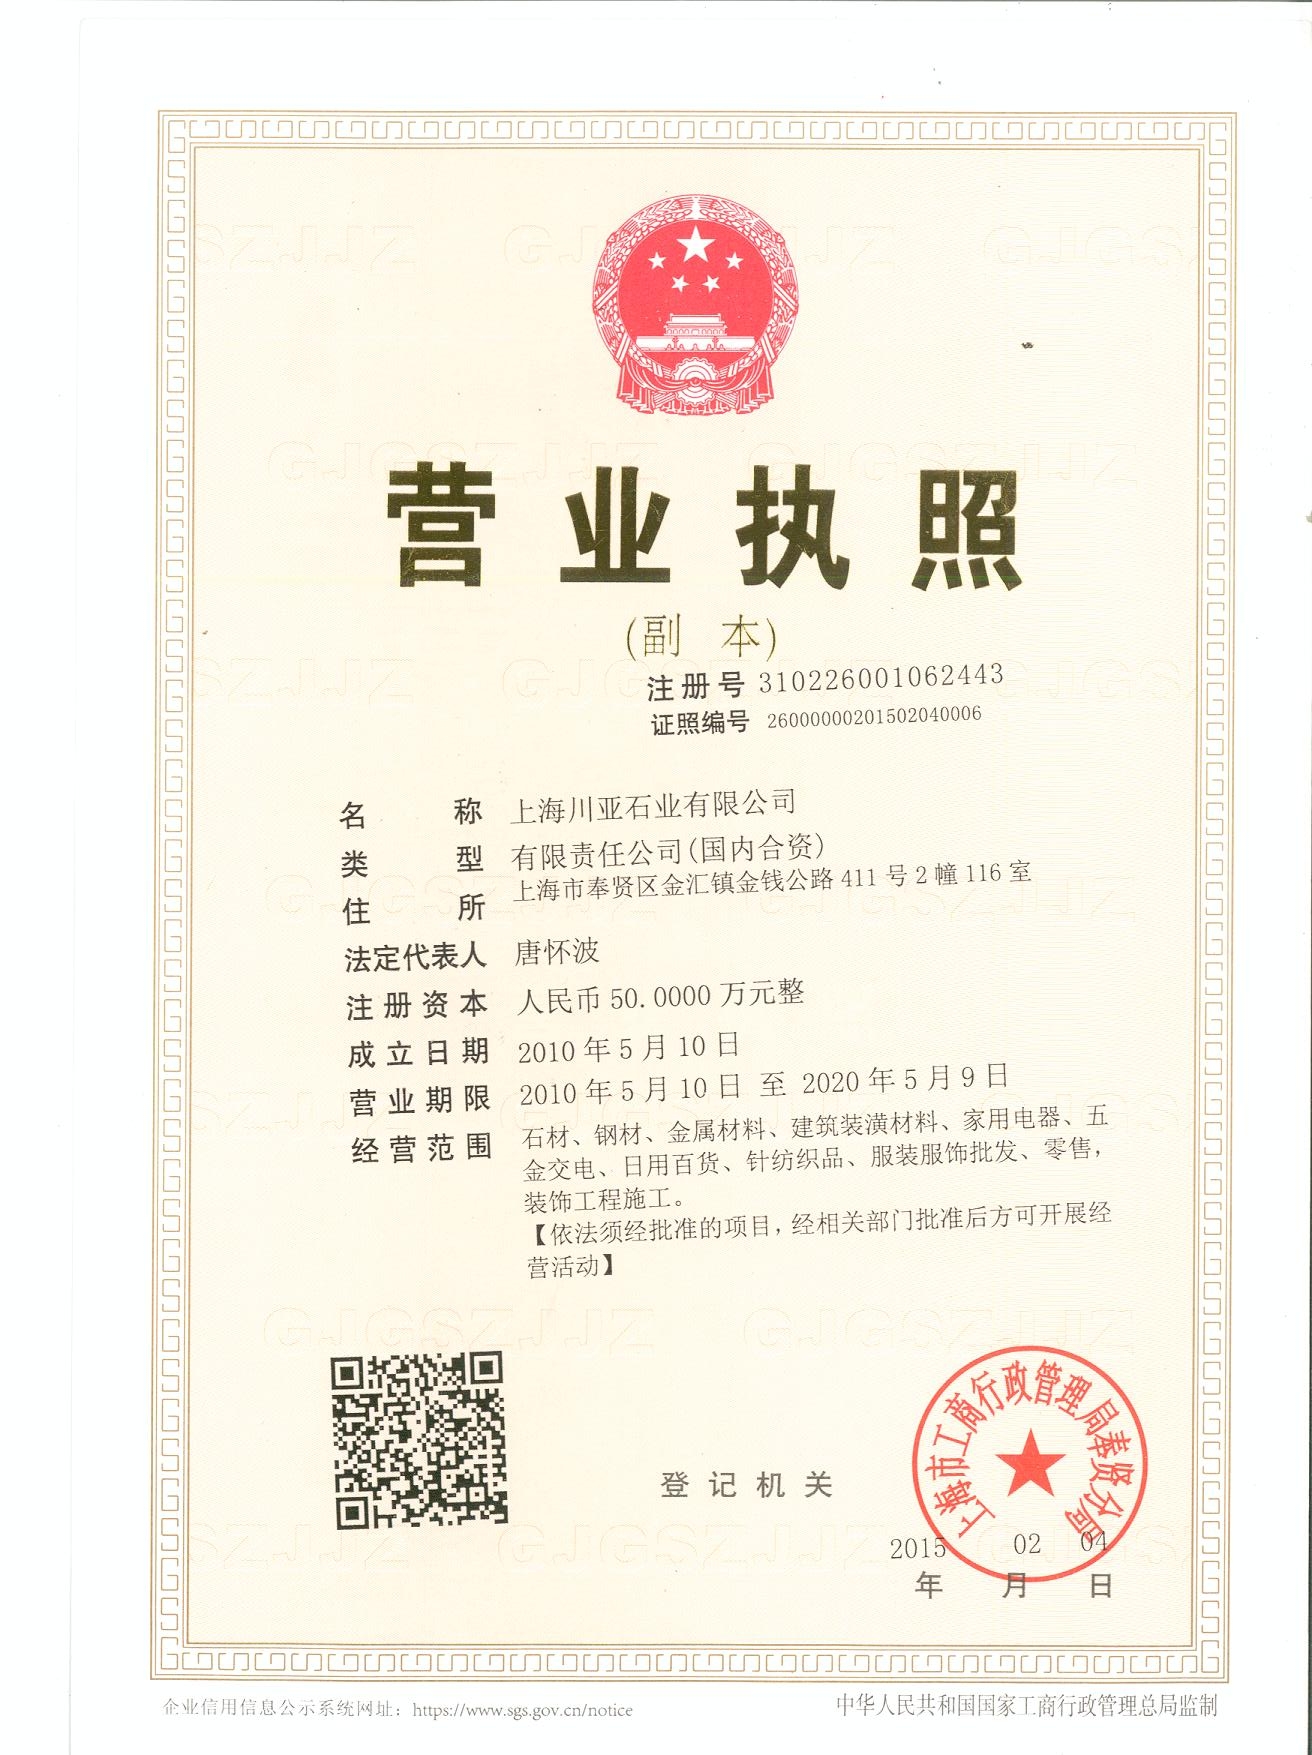 营业执照
(副 本)
注册号 310226001062443
证照编号 26000000201502040006
名 称 上海川亚石业有限公司
类 型 有限责任公司(国内合资)
住 所 上海市奉贤区金汇镇金钱公路411号2幢116室
法定代表人 唐怀波
注册资本 人民币50.0000万元整
成立日期 2010年5月10日
营业期限 2010年5月10日 至 2020年5月9日
经营范围 石材、钢材、金属材料、建筑装潢材料、家用电器、五
金交电、日用百货、针纺织品、服装服饰批发、零售，
装饰工程施工。
【依法须经批准的项目，经相关部门批准后方可开展经
营活动】
登记机关
上海市工商行政管理局奉贤分局
2015 02 04
年 月 日
企业信用信息公示系统网址：https://www.sgs.gov.cn/notice
中华人民共和国国家工商行政管理总局监制
GJGSZJJZ